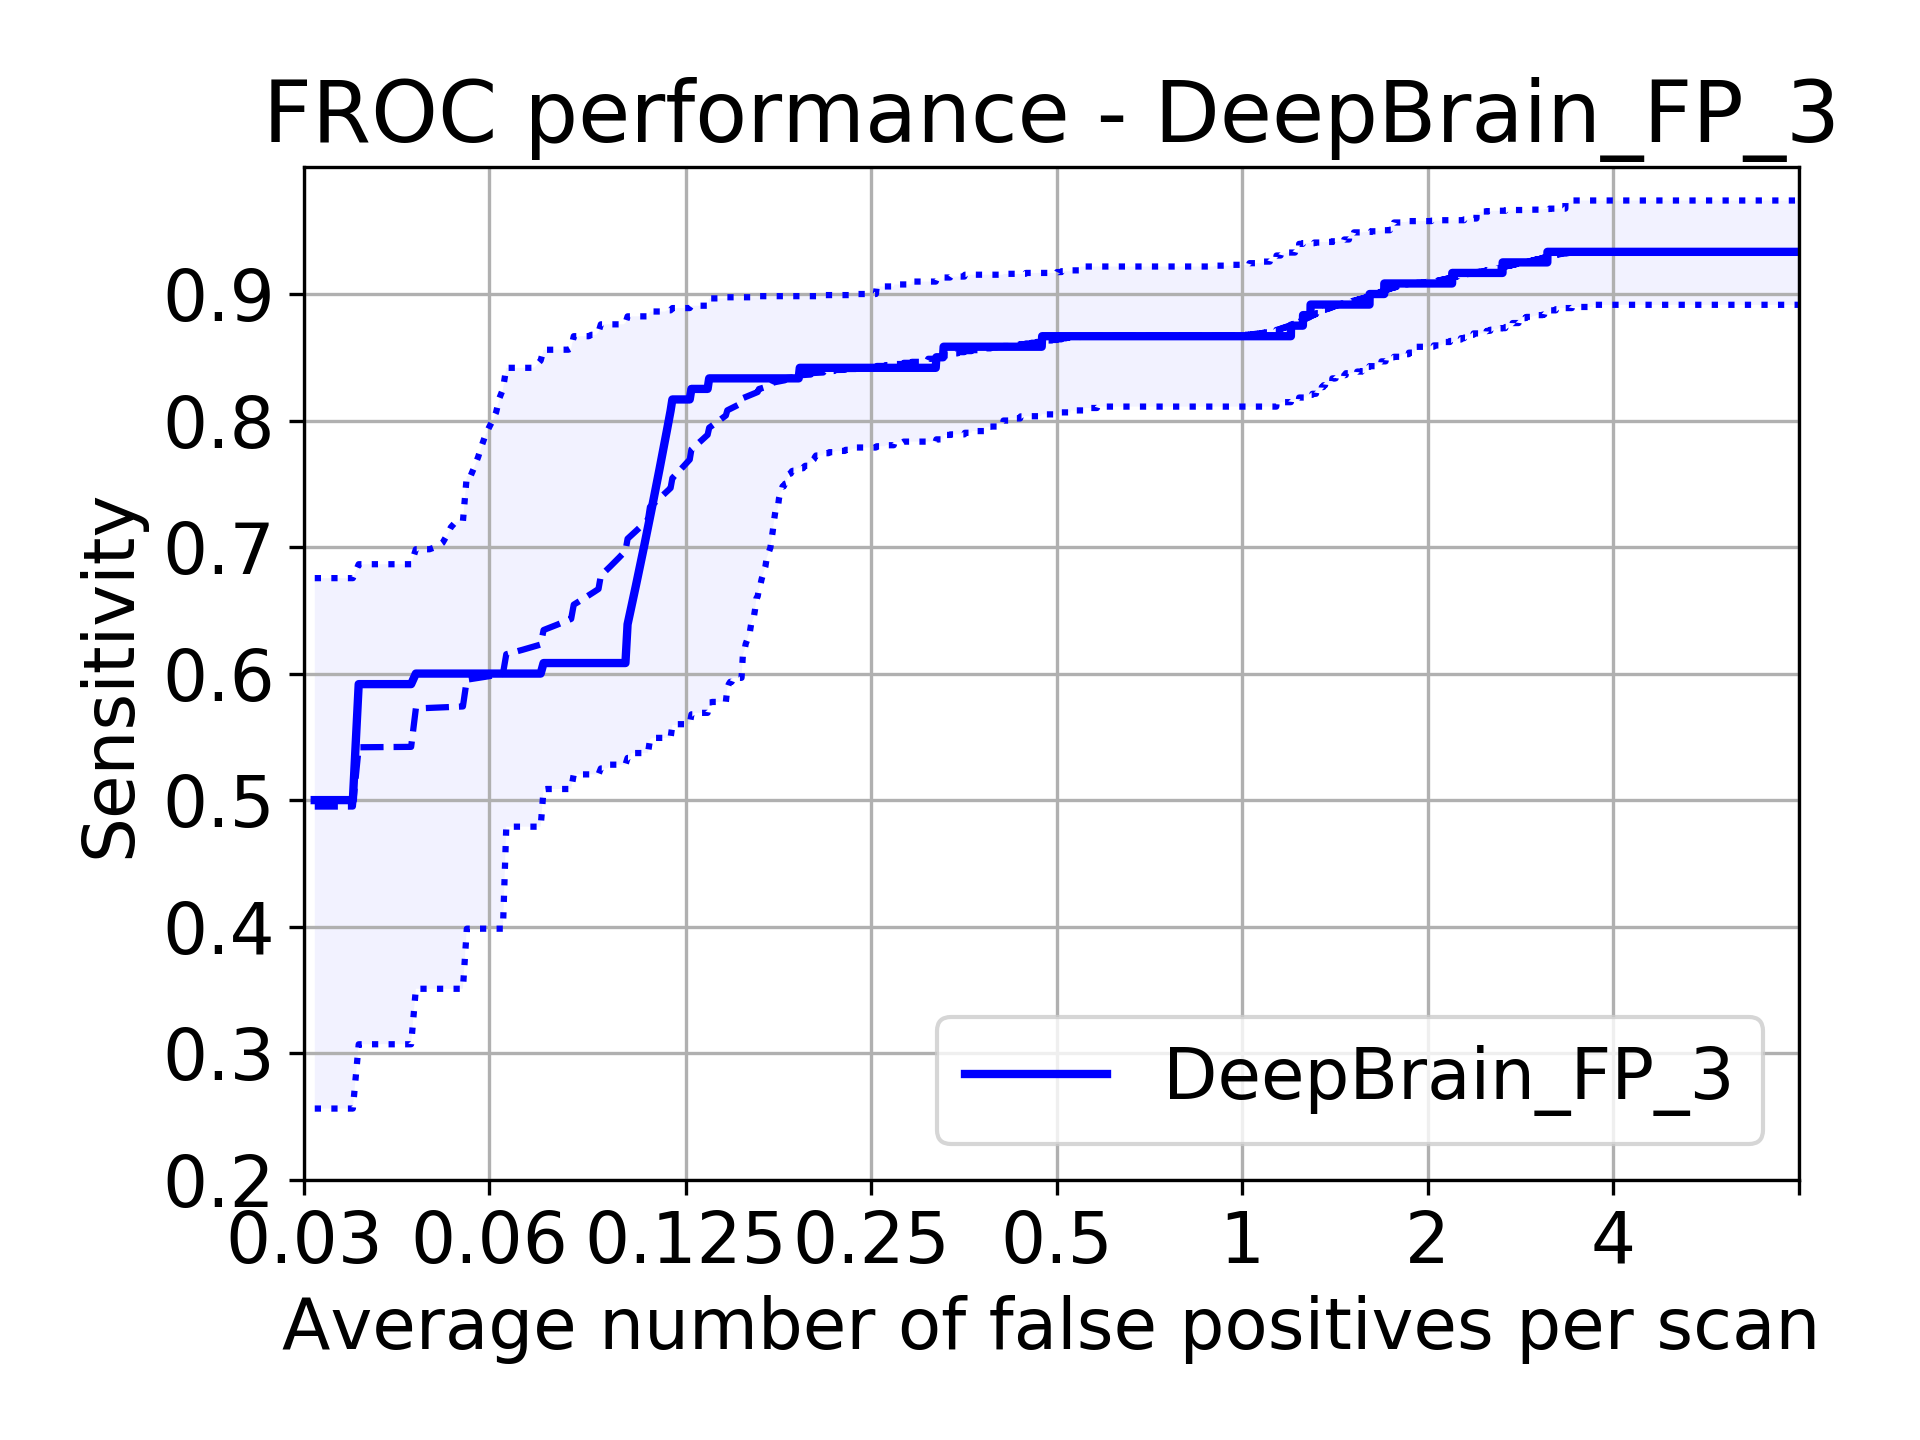 FROC performance - DeepBrain_FP_3
Sensitivity
0.9
0.8
0.7
0.6
0.5
0.4
0.3
0.2
DeepBrain_FP_3
0.03 0.06 0.125 0.25 0.5 1 2 4
Average number of false positives per scan